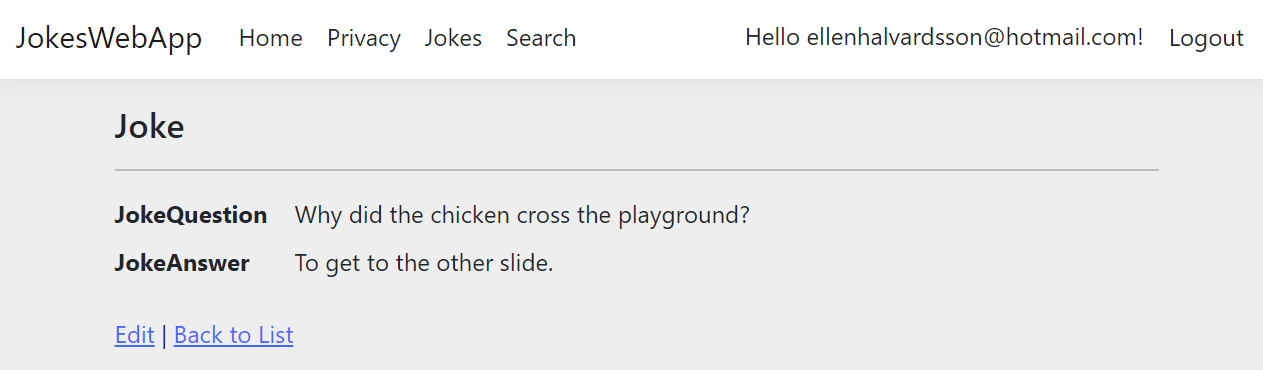 JokesWebApp Home Privacy Jokes Search Hello ellenhalvardsson@hotmail.com! Logout
Joke
JokeQuestion Why did the chicken cross the playground?
JokeAnswer To get to the other slide.
Edit | Back to List